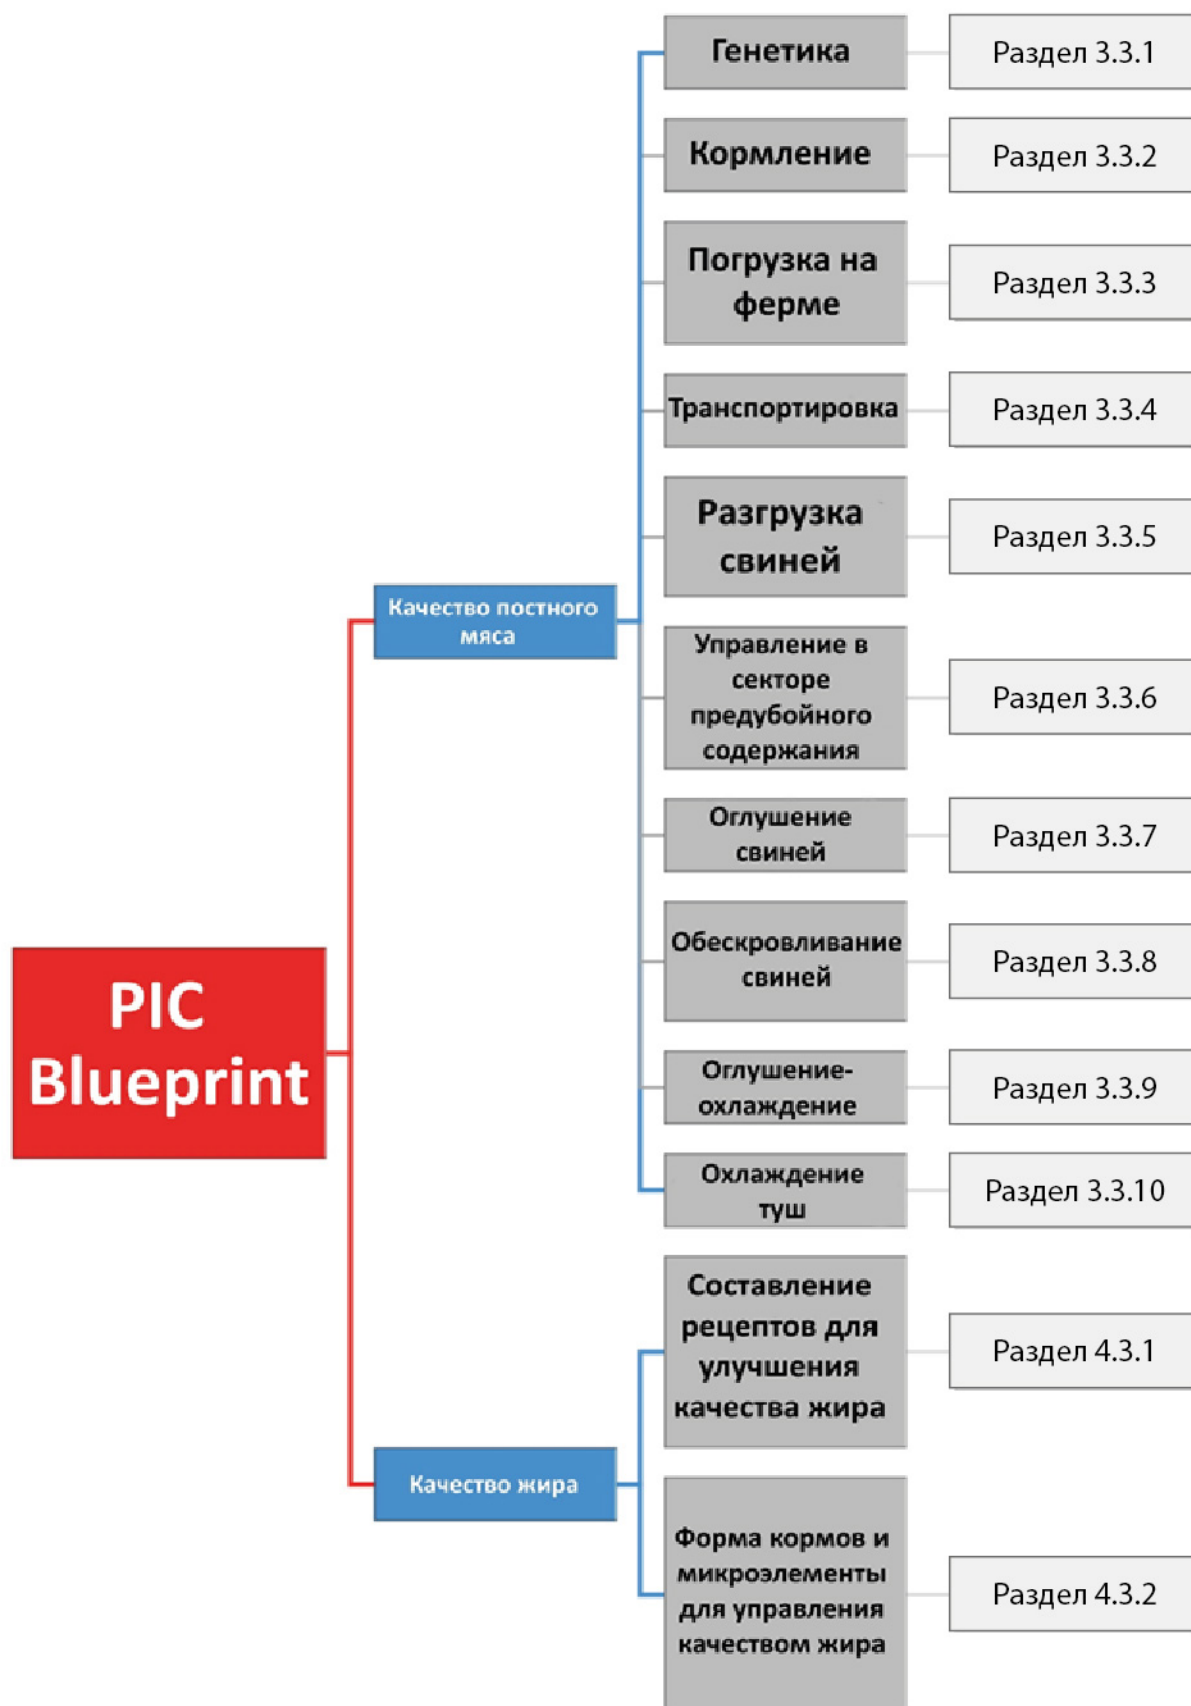 Генетика
Раздел 3.3.1
Кормление
Раздел 3.3.2
Погрузка на
ферме
Раздел 3.3.3
Транспортировка
Раздел 3.3.4
Разгрузка
свиней
Раздел 3.3.5
Качество постного
мяса
Управление в
секторе
предубойного
содержания
Раздел 3.3.6
Оглушение
свиней
Раздел 3.3.7
Обескровливание
свиней
Раздел 3.3.8
PIC
Blueprint
Оглушение-
охлаждение
Раздел 3.3.9
Охлаждение
туш
Раздел 3.3.10
Составление
рецептов для
улучшения
качества жира
Раздел 4.3.1
Качество жира
Форма кормов и
микроэлементы
для управления
качеством жира
Раздел 4.3.2